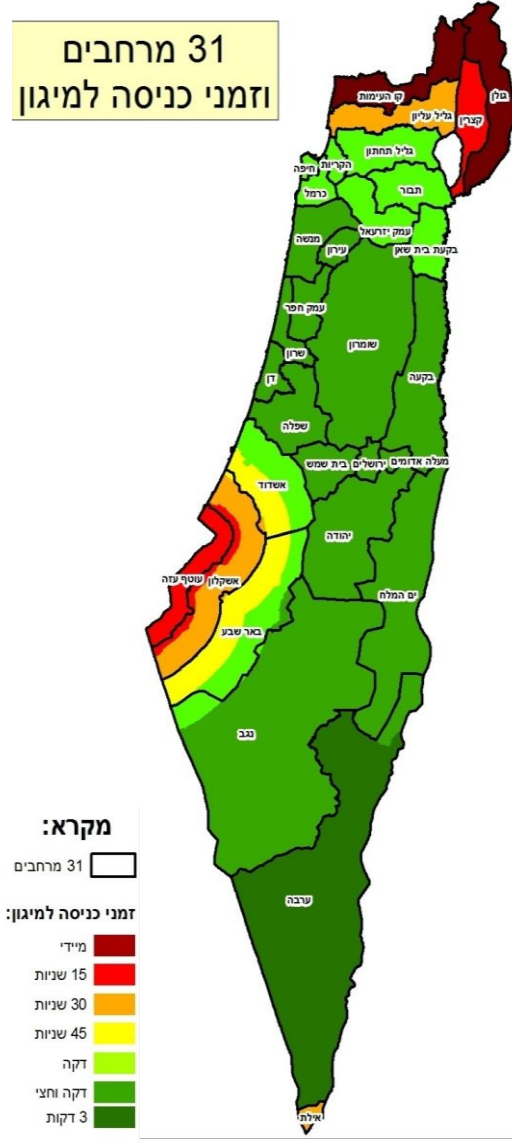 31 מרחבים
וזמני כניסה למיגון
גולן
קו העימות
קצרין
גליל עליון
גליל תחתון
הקריות
חיפה
תבור
כרמל
עמק יזרעאל
מנשה
עירון
בקעת בית שאן
עמק חפר
שומרון
שרון
דן
בקעה
שפלה
מעלה אדומים
ירושלים
בית שמש
אשדוד
יהודה
עוטף עזה
אשקלון
ים המלח
באר שבע
נגב
ערבה
אילת
מקרא:
31 מרחבים
זמני כניסה למיגון:
מיידי
15 שניות
30 שניות
45 שניות
דקה
דקה וחצי
3 דקות